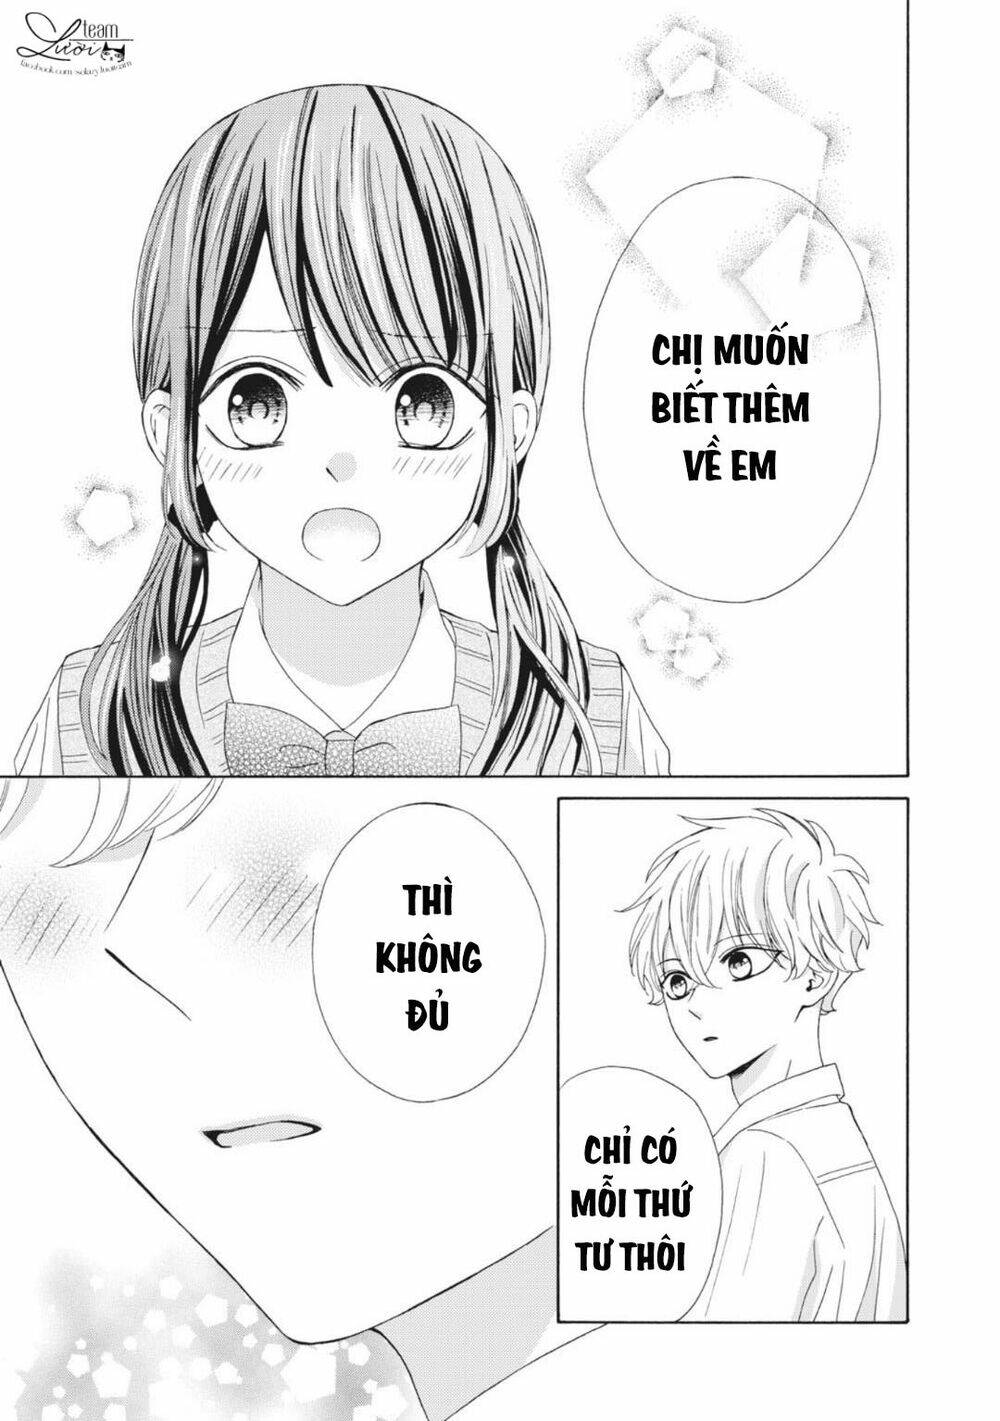 team
Lười
facebook.com/sokuyluoiteam
CHỊ MUỐN
BIẾT THÊM
VỀ EM
CHỈ CÓ
MỖI THỨ
TƯ THÔI
THÌ
KHÔNG
ĐỦ